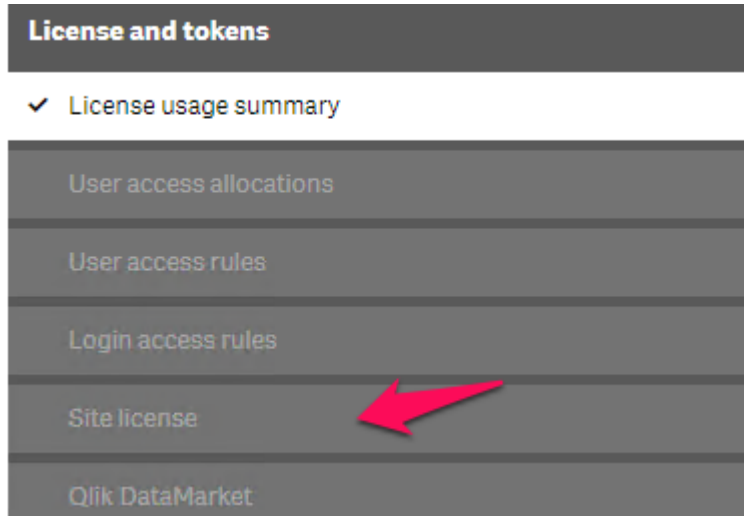 License and tokens
License usage summary
User access allocations
User access rules
Login access rules
Site license
Qlik DataMarket